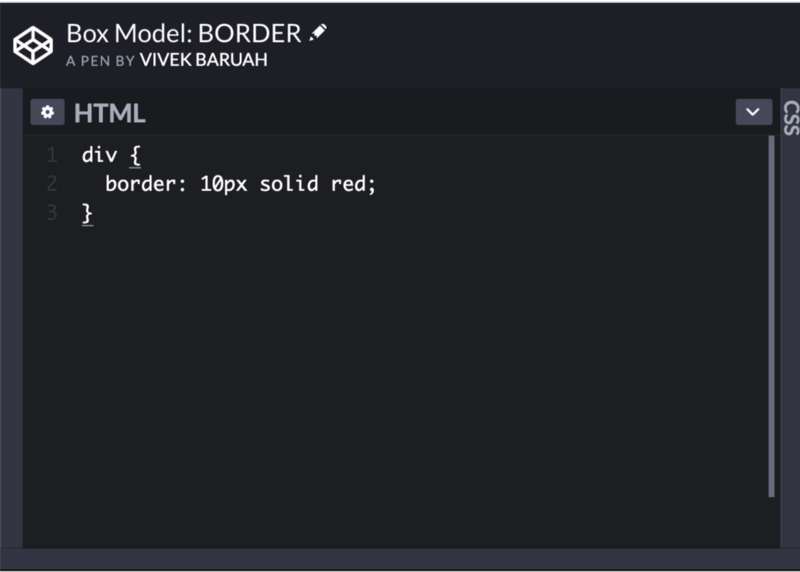 Box Model: BORDER
A PEN BY VIVEK BARUAH
HTML
CSS
1 div {
2 border: 10px solid red;
3 }